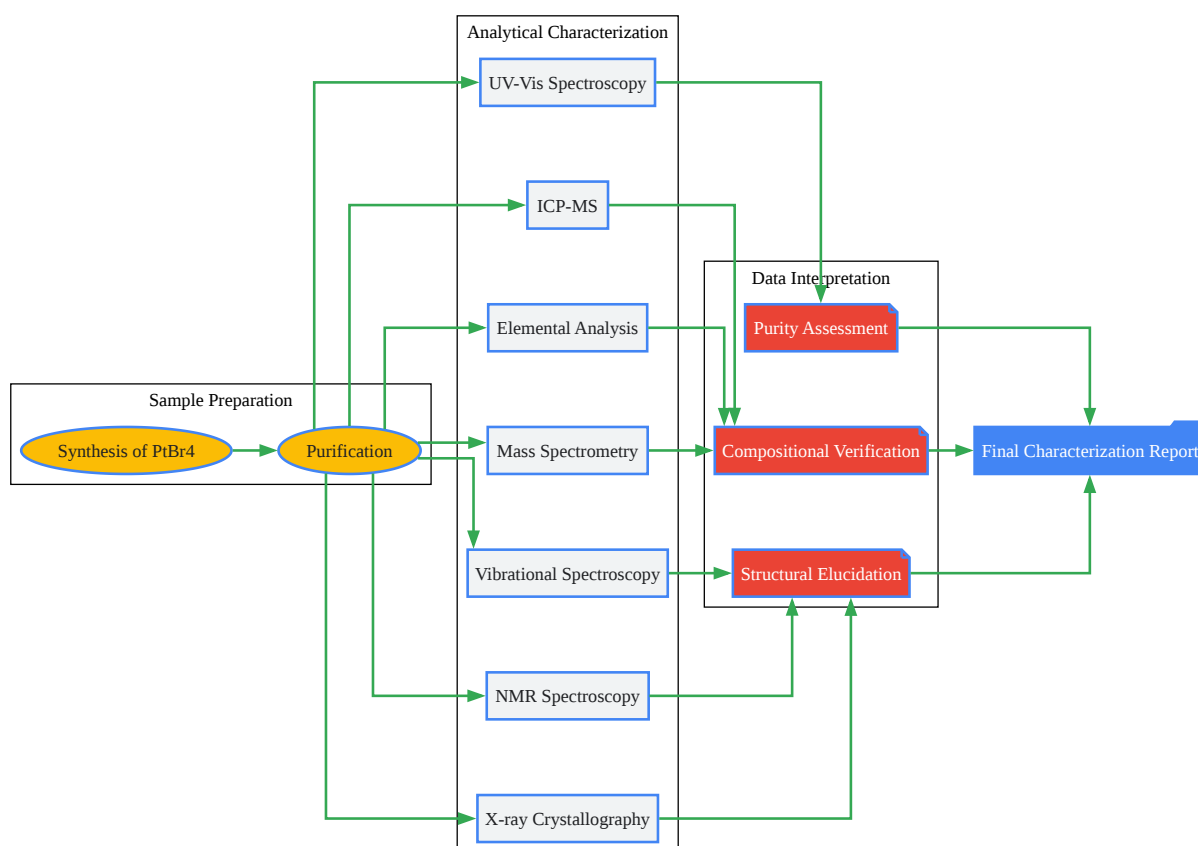 Analytical Characterization
UV-Vis Spectroscopy
ICP-MS
Data Interpretation
Elemental Analysis
Purity Assessment
Sample Preparation
Synthesis of PtBr4
Purification
Mass Spectrometry
Compositional Verification
Final Characterization Report
Vibrational Spectroscopy
Structural Elucidation
NMR Spectroscopy
X-ray Crystallography